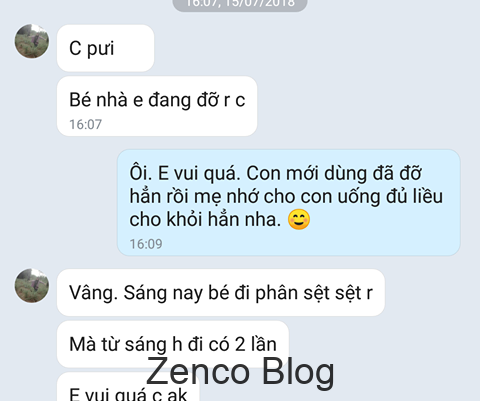 16:07, 15/07/2018
C pưi
Bé nhà e đang đỡ r c
16:07
Ôi. E vui quá. Con mới dùng đã đỡ
hẳn rồi mẹ nhớ cho con uống đủ liều
cho khỏi hẳn nha. 😊
16:09
Vâng. Sáng nay bé đi phân sệt sệt r
Mà từ sáng h đi có 2 lần
Zenco Blog
E vui quá c ak